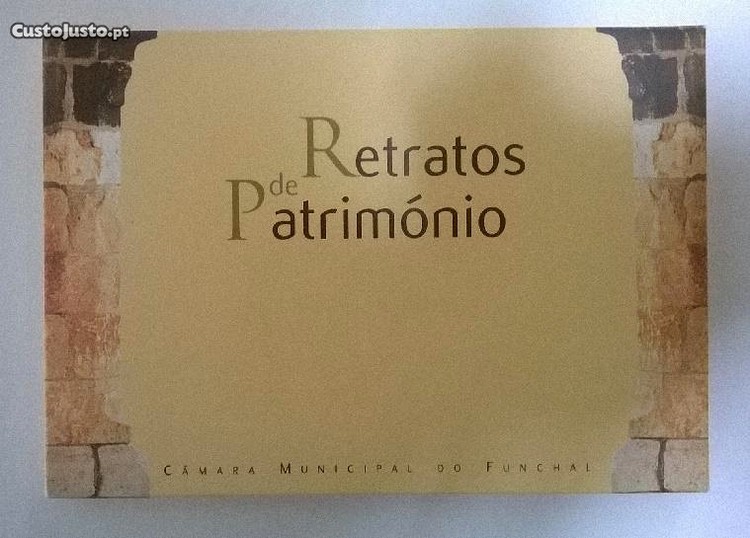 CustoJusto.pt
Retratos
de
Património
CÂMARA MUNICIPAL DO FUNCHAL